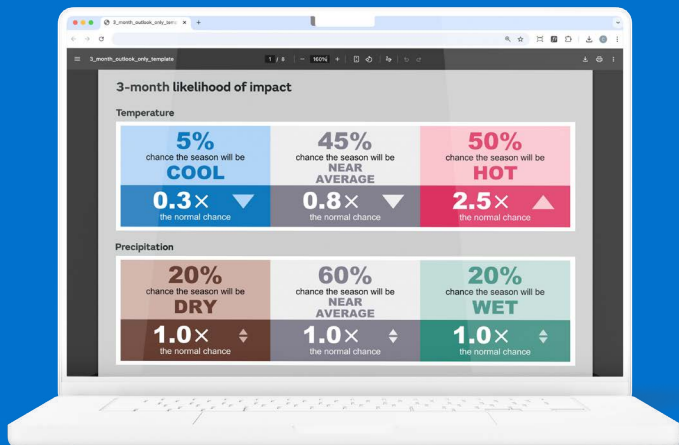 3_month_outlook_only_temp
3_month_outlook_only_template
1 / 8
160%
3-month likelihood of impact
Temperature
5%
chance the season will be
COOL
0.3×
the normal chance
45%
chance the season will be
NEAR
AVERAGE
0.8×
the normal chance
50%
chance the season will be
HOT
2.5×
the normal chance
Precipitation
20%
chance the season will be
DRY
1.0×
the normal chance
60%
chance the season will be
NEAR
AVERAGE
1.0×
the normal chance
20%
chance the season will be
WET
1.0×
the normal chance